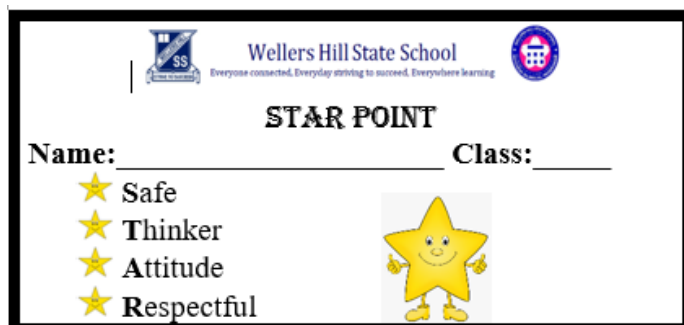 SS
Wellers Hill State School
Everyone connected, Everyday striving to succeed, Everywhere learning
STAR POINT
Name:______________________ Class:_____
Safe
Thinker
Attitude
Respectful